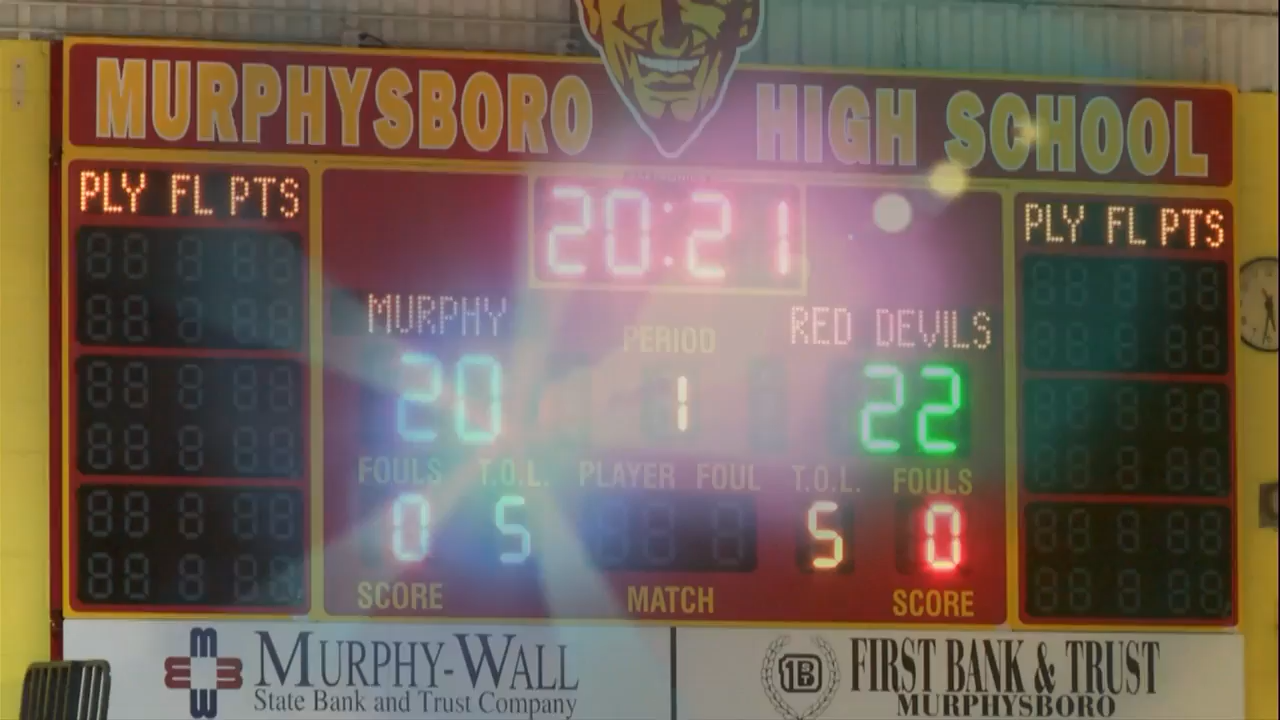 MURPHYSBORO HIGH SCHOOL
PLY FL PTS
20:21
PLY FL PTS
MURPHY
PERIOD
RED DEVILS
20
1
22
FOULS T.O.L. PLAYER FOUL T.O.L. FOULS
0 5 5 0
SCORE MATCH SCORE
MURPHY-WALL
State Bank and Trust Company
1B
FIRST BANK & TRUST
MURPHYSBORO